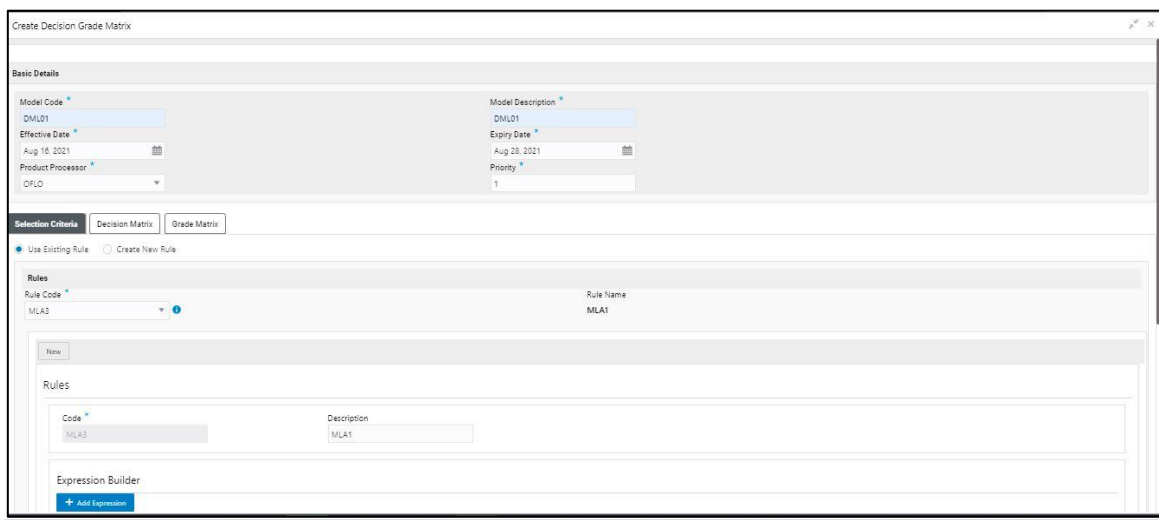 Create Decision Grade Matrix
Basic Details
Model Code *
Model Description *
DML01
DML01
Effective Date *
Expiry Date *
Aug 16, 2021
Aug 28, 2021
Product Processor *
Priority *
OFLO
1
Selection Criteria Decision Matrix Grade Matrix
Use Existing Rule Create New Rule
Rules
Rule Code *
Rule Name
MLA3
MLA1
New
Rules
Code *
Description
MLA3
MLA1
Expression Builder
+ Add Expression